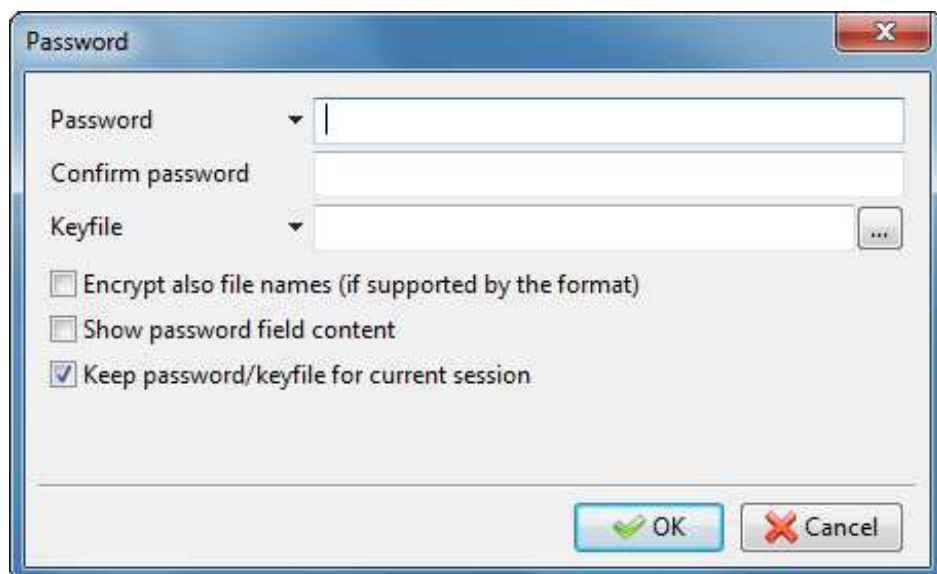 Password
Password
Confirm password
Keyfile
...
Encrypt also file names (if supported by the format)
Show password field content
Keep password/keyfile for current session
OK Cancel